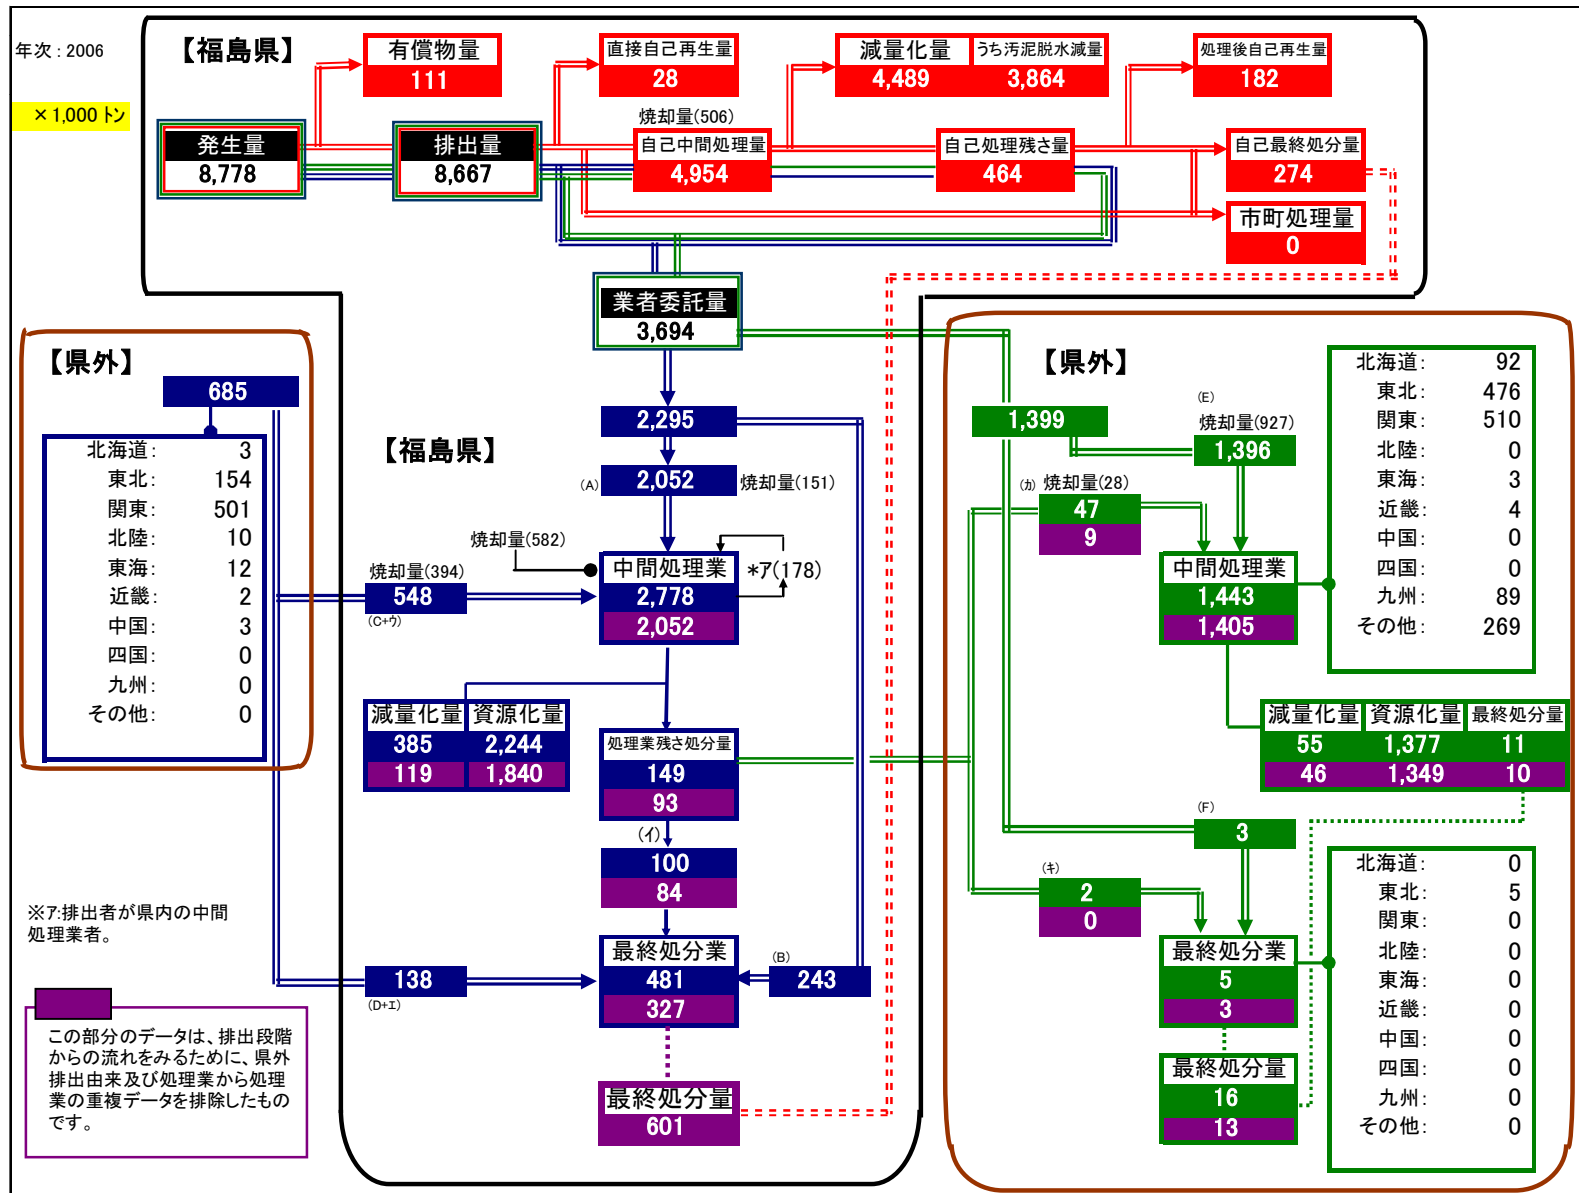 年次：2006
×1,000トン
【福島県】
有償物量
111
直接自己再生量
28
減量化量
4,489
うち汚泥脱水減量
3,864
処理後自己再生量
182
発生量
8,778
排出量
8,667
焼却量(506)
自己中間処理量
4,954
自己処理残さ量
464
自己最終処分量
274
市町処理量
0
業者委託量
3,694
【県外】
685
北海道： 3
東北： 154
関東： 501
北陸： 10
東海： 12
近畿： 2
中国： 3
四国： 0
九州： 0
その他： 0
【福島県】
2,295
(A)
2,052
焼却量(151)
焼却量(582)
中間処理業
2,778
2,052
*ア(178)
焼却量(394)
548
(C+ウ)
減量化量
385
119
資源化量
2,244
1,840
処理業残さ処分量
149
93
(イ)
100
84
最終処分業
481
327
(B)
243
138
(D+エ)
最終処分量
601
【県外】
1,399
(E)
焼却量(927)
1,396
(カ)
焼却量(28)
47
9
中間処理業
1,443
1,405
北海道： 92
東北： 476
関東： 510
北陸： 0
東海： 3
近畿： 4
中国： 0
四国： 0
九州： 89
その他： 269
減量化量
55
46
資源化量
1,377
1,349
最終処分量
11
10
(F)
3
(キ)
2
0
最終処分業
5
3
最終処分量
16
13
北海道： 0
東北： 5
関東： 0
北陸： 0
東海： 0
近畿： 0
中国： 0
四国： 0
九州： 0
その他： 0
※ア:排出者が県内の中間
処理業者。
この部分のデータは、排出段階
からの流れをみるために、県外
排出由来及び処理業から処理
業の重複データを排除したもの
です。